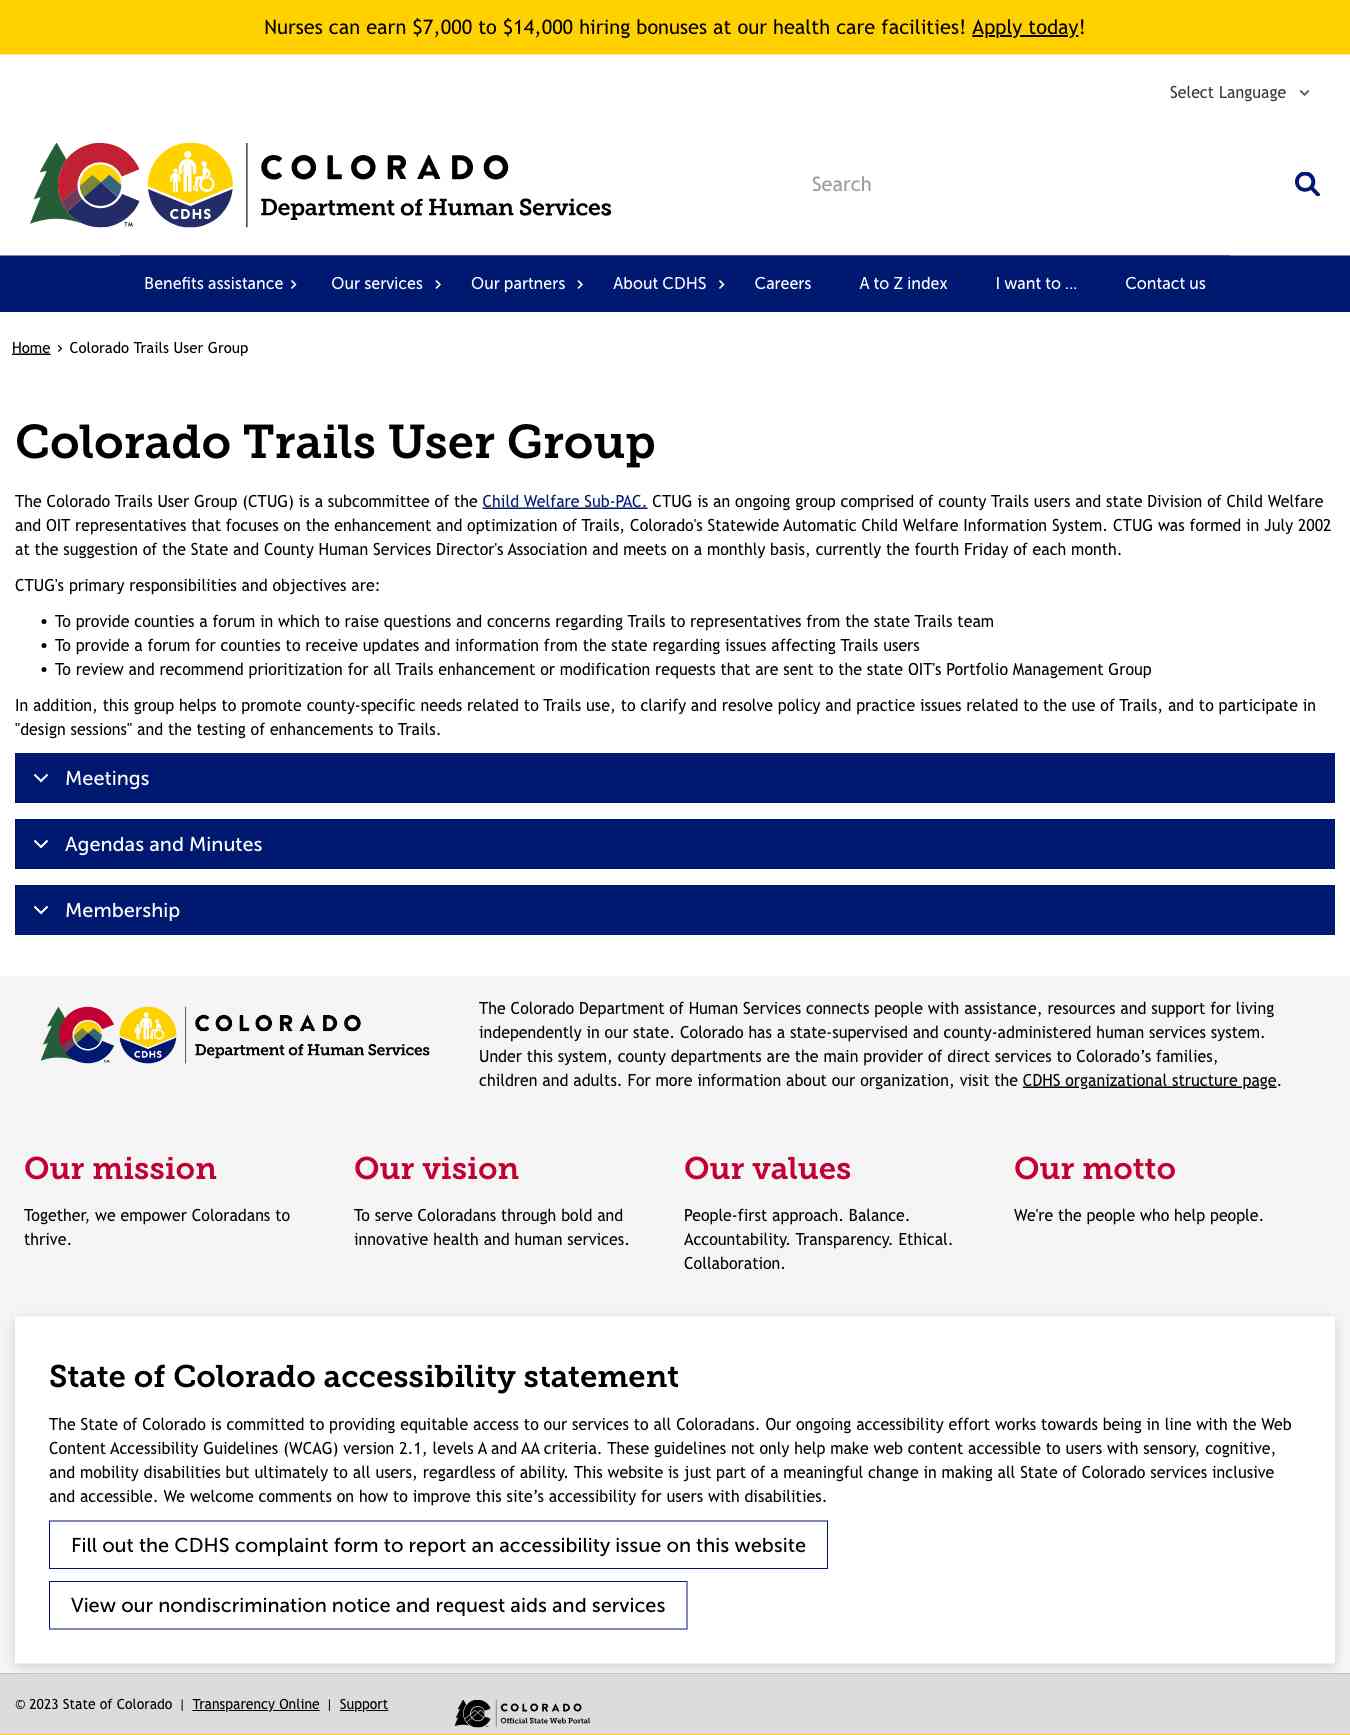 Nurses can earn $7,000 to $14,000 hiring bonuses at our health care facilities! Apply today!
Select Language
COLORADO
Department of Human Services
CDHS
TM
Search
Benefits assistance › Our services › Our partners › About CDHS › Careers A to Z index I want to ... Contact us
Home › Colorado Trails User Group
Colorado Trails User Group
The Colorado Trails User Group (CTUG) is a subcommittee of the Child Welfare Sub-PAC. CTUG is an ongoing group comprised of county Trails users and state Division of Child Welfare
and OIT representatives that focuses on the enhancement and optimization of Trails, Colorado's Statewide Automatic Child Welfare Information System. CTUG was formed in July 2002
at the suggestion of the State and County Human Services Director's Association and meets on a monthly basis, currently the fourth Friday of each month.
CTUG's primary responsibilities and objectives are:
• To provide counties a forum in which to raise questions and concerns regarding Trails to representatives from the state Trails team
• To provide a forum for counties to receive updates and information from the state regarding issues affecting Trails users
• To review and recommend prioritization for all Trails enhancement or modification requests that are sent to the state OIT's Portfolio Management Group
In addition, this group helps to promote county-specific needs related to Trails use, to clarify and resolve policy and practice issues related to the use of Trails, and to participate in
"design sessions" and the testing of enhancements to Trails.
Meetings
Agendas and Minutes
Membership
COLORADO
Department of Human Services
CDHS
TM
The Colorado Department of Human Services connects people with assistance, resources and support for living
independently in our state. Colorado has a state-supervised and county-administered human services system.
Under this system, county departments are the main provider of direct services to Colorado’s families,
children and adults. For more information about our organization, visit the CDHS organizational structure page.
Our mission
Together, we empower Coloradans to
thrive.
Our vision
To serve Coloradans through bold and
innovative health and human services.
Our values
People-first approach. Balance.
Accountability. Transparency. Ethical.
Collaboration.
Our motto
We're the people who help people.
State of Colorado accessibility statement
The State of Colorado is committed to providing equitable access to our services to all Coloradans. Our ongoing accessibility effort works towards being in line with the Web
Content Accessibility Guidelines (WCAG) version 2.1, levels A and AA criteria. These guidelines not only help make web content accessible to users with sensory, cognitive,
and mobility disabilities but ultimately to all users, regardless of ability. This website is just part of a meaningful change in making all State of Colorado services inclusive
and accessible. We welcome comments on how to improve this site’s accessibility for users with disabilities.
Fill out the CDHS complaint form to report an accessibility issue on this website
View our nondiscrimination notice and request aids and services
© 2023 State of Colorado | Transparency Online | Support
COLORADO
Official State Web Portal